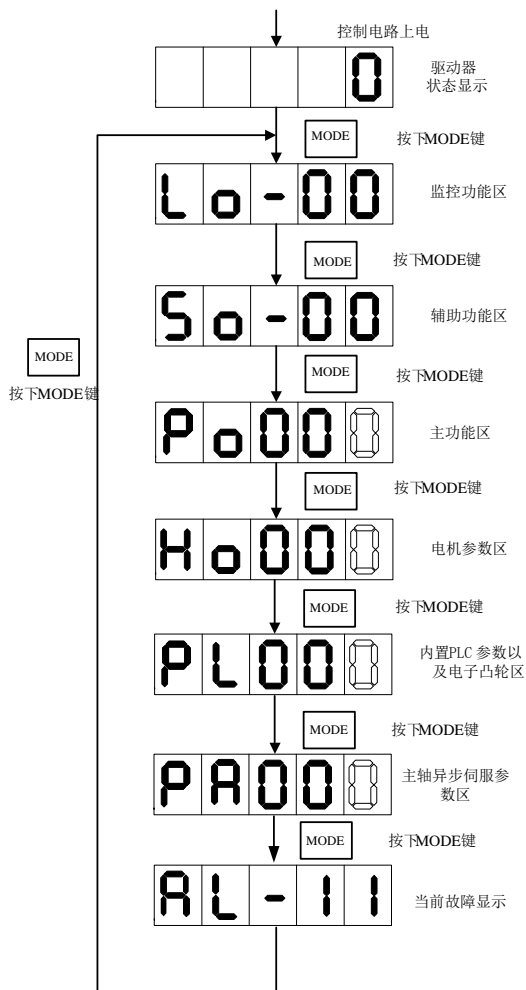 控制电路上电
0
驱动器
状态显示
MODE 按下MODE键
Lo-00
监控功能区
MODE 按下MODE键
So-00
辅助功能区
MODE 按下MODE键
MODE
按下MODE键
Po000
主功能区
MODE 按下MODE键
Ho000
电机参数区
MODE 按下MODE键
PL000
内置PLC 参数以
及电子凸轮区
MODE 按下MODE键
PA000
主轴异步伺服参
数区
MODE 按下MODE键
AL-11
当前故障显示